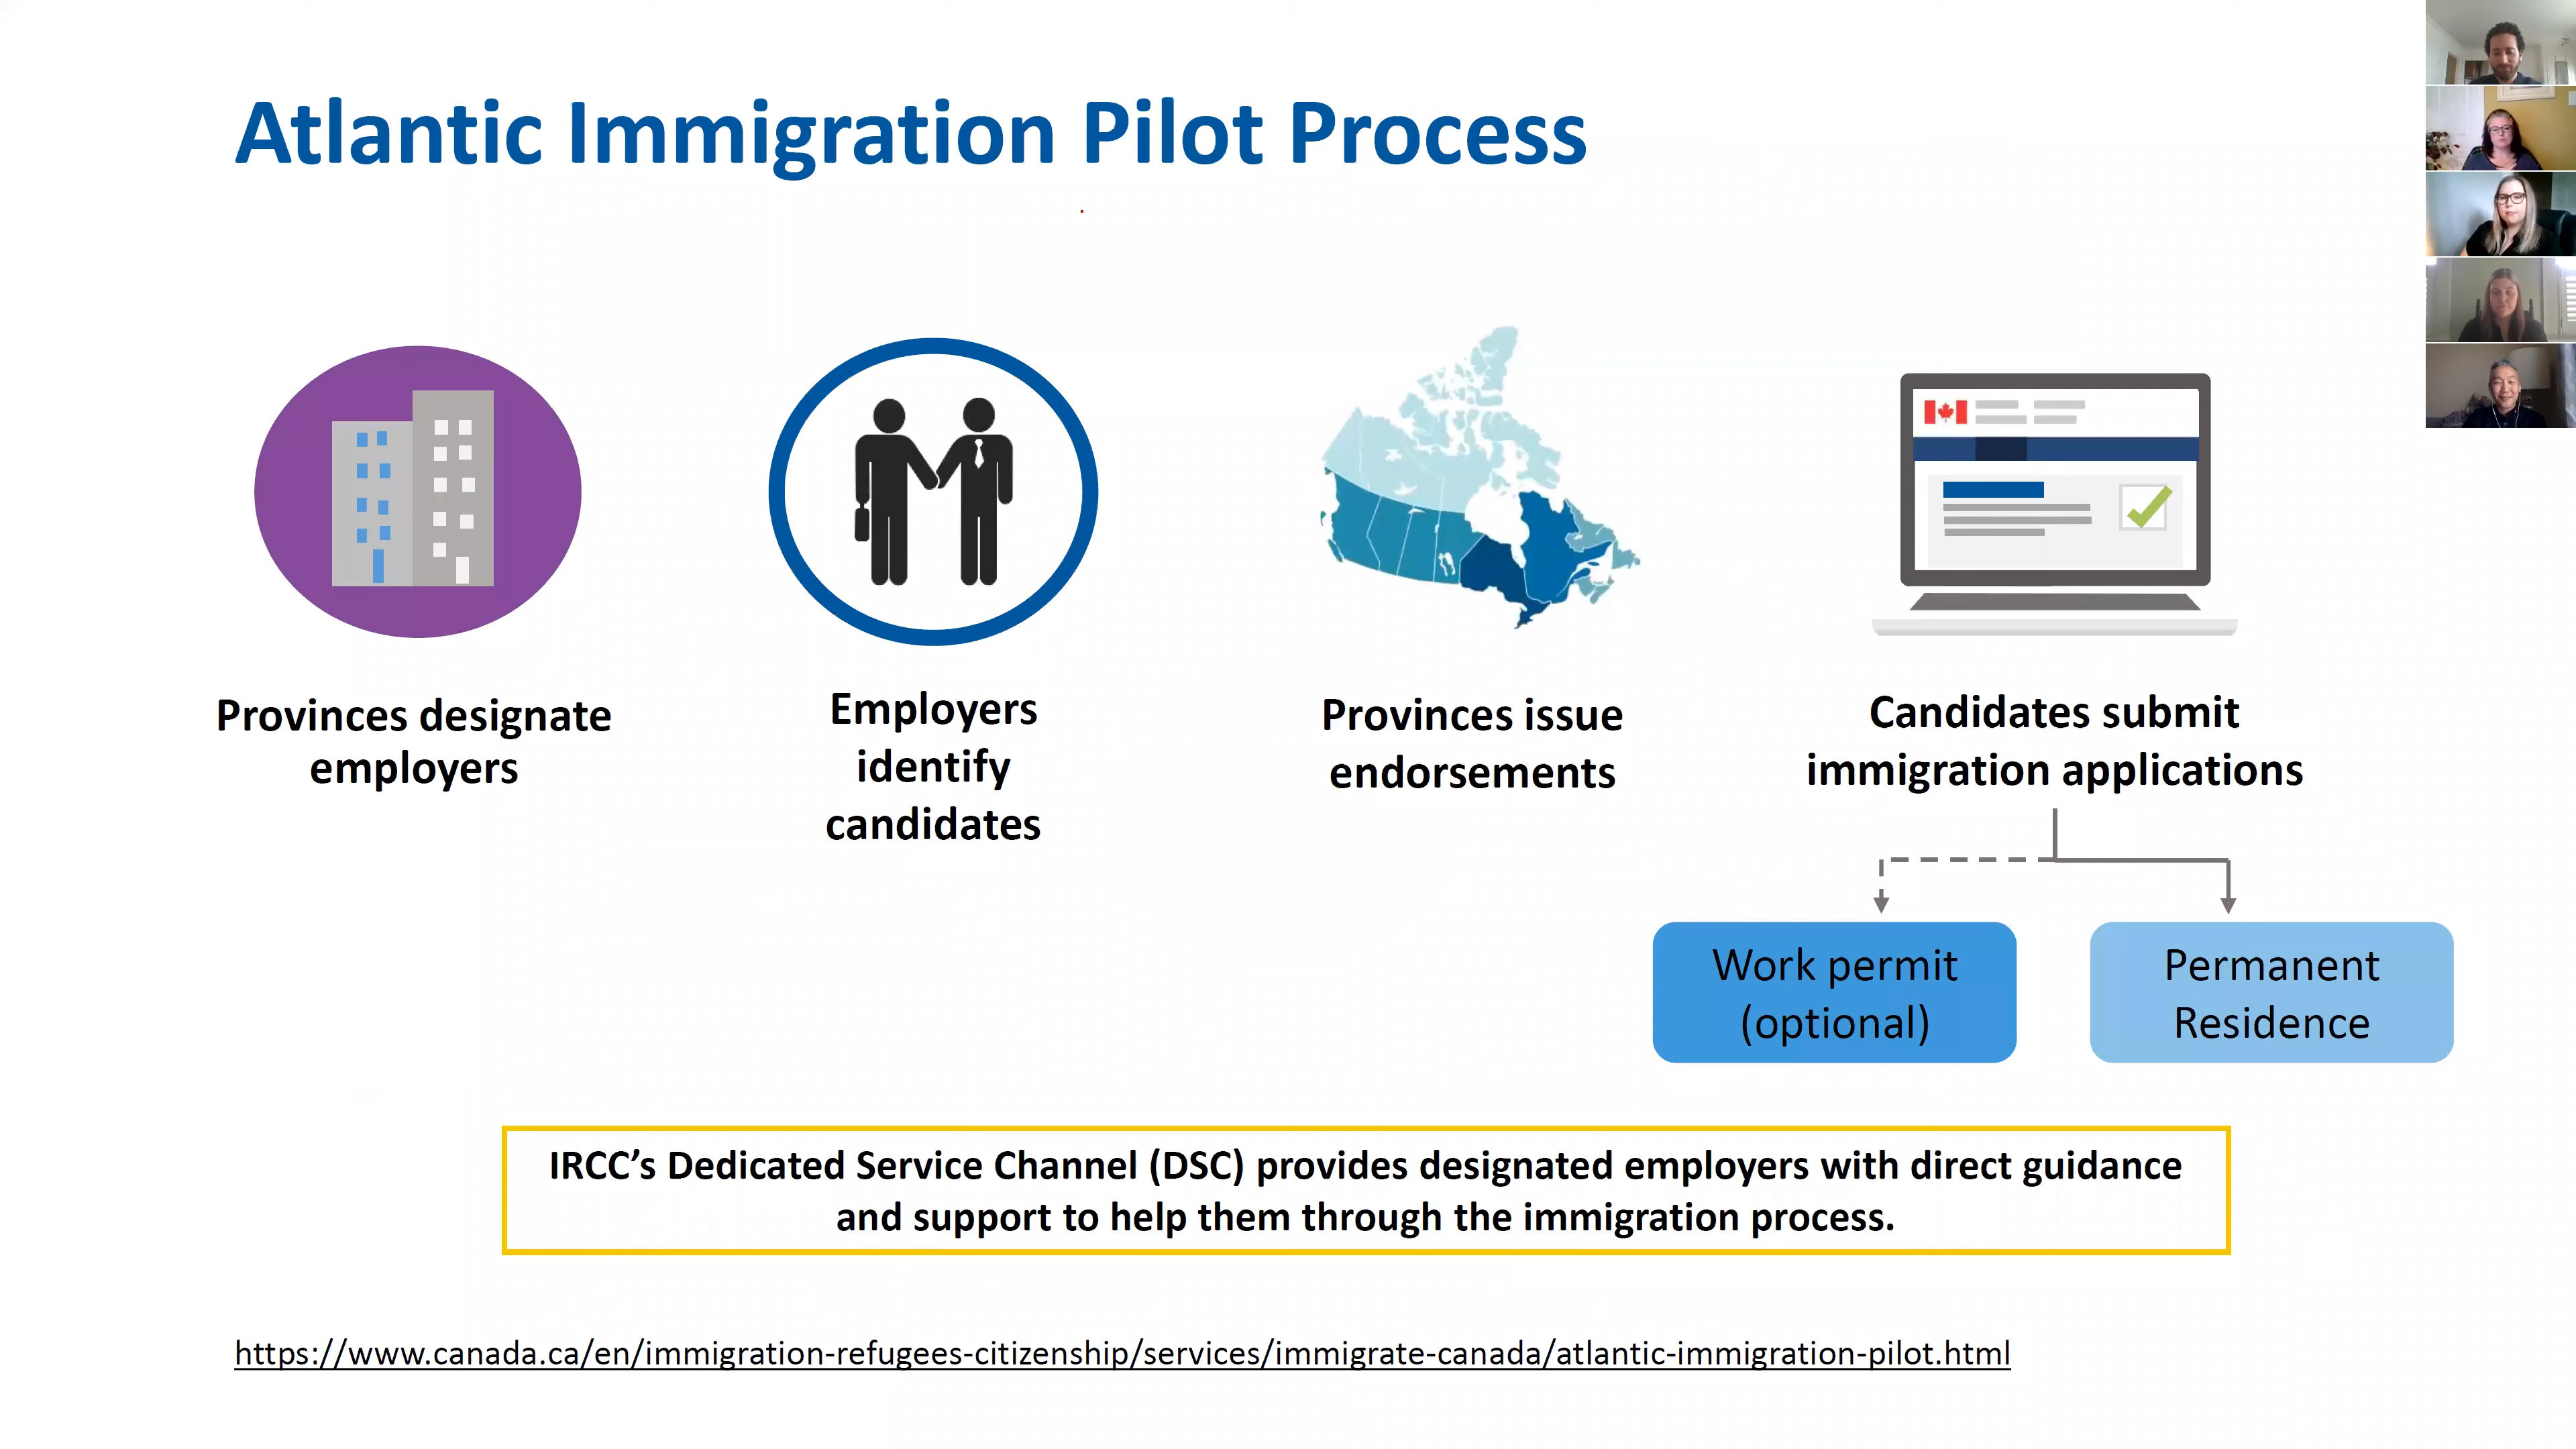 Atlantic Immigration Pilot Process
Provinces designate
employers
Employers
identify
candidates
Provinces issue
endorsements
Candidates submit
immigration applications
Work permit
(optional)
Permanent
Residence
IRCC’s Dedicated Service Channel (DSC) provides designated employers with direct guidance
and support to help them through the immigration process.
https://www.canada.ca/en/immigration-refugees-citizenship/services/immigrate-canada/atlantic-immigration-pilot.html